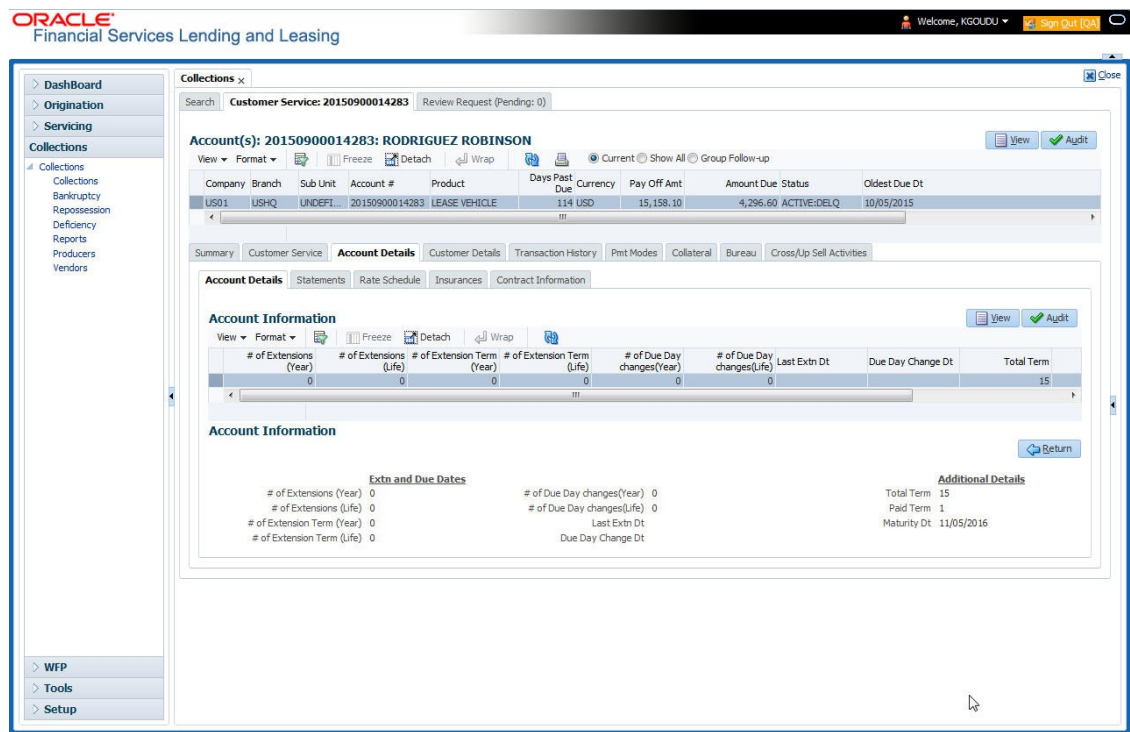 ORACLE
Financial Services Lending and Leasing
Welcome, KGOUDU
Sign Out [QA]
Close
DashBoard
Origination
Servicing
Collections
Collections
Collections
Bankruptcy
Repossession
Deficiency
Reports
Producers
Vendors
WFP
Tools
Setup
Collections x
Search Customer Service: 20150900014283 Review Request (Pending: 0)
Account(s): 20150900014283: RODRIGUEZ ROBINSON
View Audit
View Format Freeze Detach Wrap Current Show All Group Follow-up
Company Branch Sub Unit Account # Product Days Past Due Currency Pay Off Amt Amount Due Status Oldest Due Dt
US01 USHQ UNDEFI... 20150900014283 LEASE VEHICLE 114 USD 15,158.10 4,296.60 ACTIVE:DELQ 10/05/2015
Summary Customer Service Account Details Customer Details Transaction History Pmt Modes Collateral Bureau Cross/Up Sell Activities
Account Details Statements Rate Schedule Insurances Contract Information
Account Information
View Audit
View Format Freeze Detach Wrap
# of Extensions (Year) # of Extensions (Life) # of Extension Term (Year) # of Extension Term (Life) # of Due Day changes(Year) # of Due Day changes(Life) Last Extn Dt Due Day Change Dt Total Term
0 0 0 0 0 0 15
Account Information
Return
Extn and Due Dates Additional Details
# of Extensions (Year) 0 # of Due Day changes(Year) 0 Total Term 15
# of Extensions (Life) 0 # of Due Day changes(Life) 0 Paid Term 1
# of Extension Term (Year) 0 Last Extn Dt Maturity Dt 11/05/2016
# of Extension Term (Life) 0 Due Day Change Dt